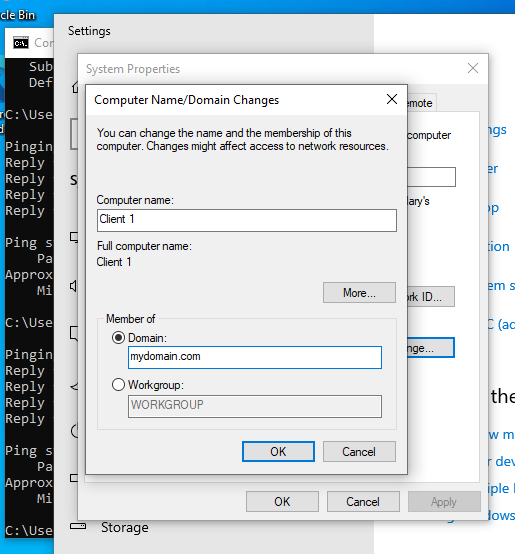 cle Bin
Settings
Co
Sub
Def
System Properties
Computer Name/Domain Changes
emote
C:\Use
You can change the name and the membership of this
computer. Changes might affect access to network resources.
computer
Pingin
Reply
Reply
Reply
Reply
Computer name:
Client 1
lary's
Full computer name:
Client 1
Ping s
Pa
Approx
Mi
More...
rk ID...
Member of
Domain:
mydomain.com
nge...
Workgroup:
WORKGROUP
C:\Use
Pingin
Reply
Reply
Reply
Reply
OK
Cancel
Ping s
Pa
Approx
Mi
OK
Cancel
Apply
C:\Use
Storage
ngs
er
op
tion
em s
C (ac
the
w m
r dev
iple l
ndows